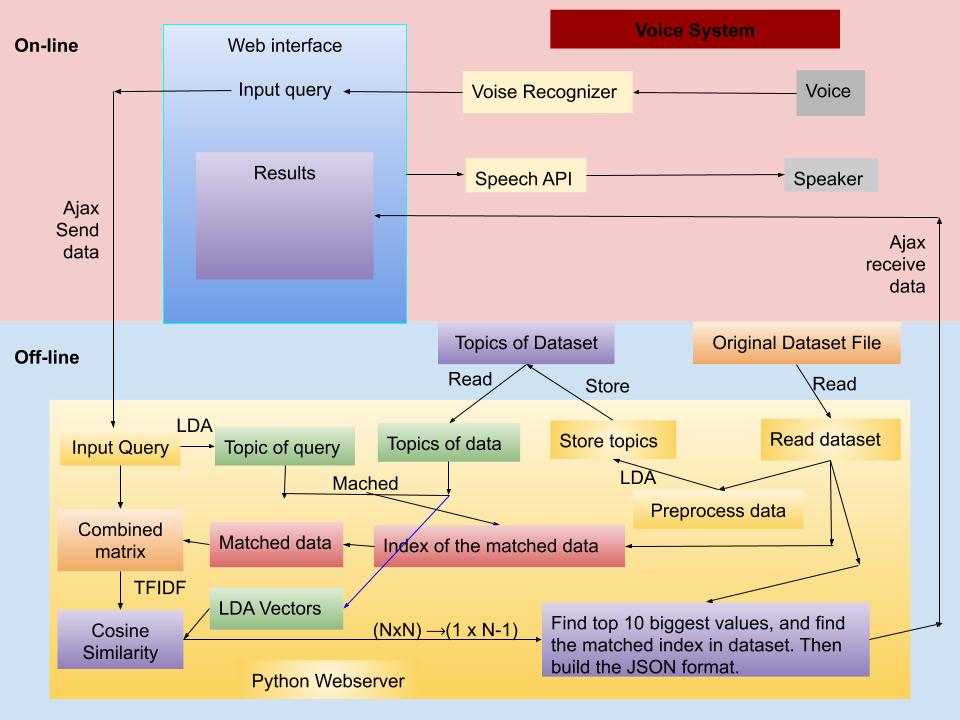 Voice System
On-line
Web interface
Input query
Voise Recognizer
Voice
Results
Speech API
Speaker
Ajax
Send
data
Ajax
receive
data
Off-line
Topics of Dataset
Original Dataset File
Read
Store
Read
LDA
Input Query
Topic of query
Topics of data
Store topics
Read dataset
Mached
LDA
Preprocess data
Combined
matrix
Matched data
Index of the matched data
TFIDF
LDA Vectors
Cosine
Similarity
(NxN) →(1 x N-1)
Find top 10 biggest values, and find
the matched index in dataset. Then
build the JSON format.
Python Webserver